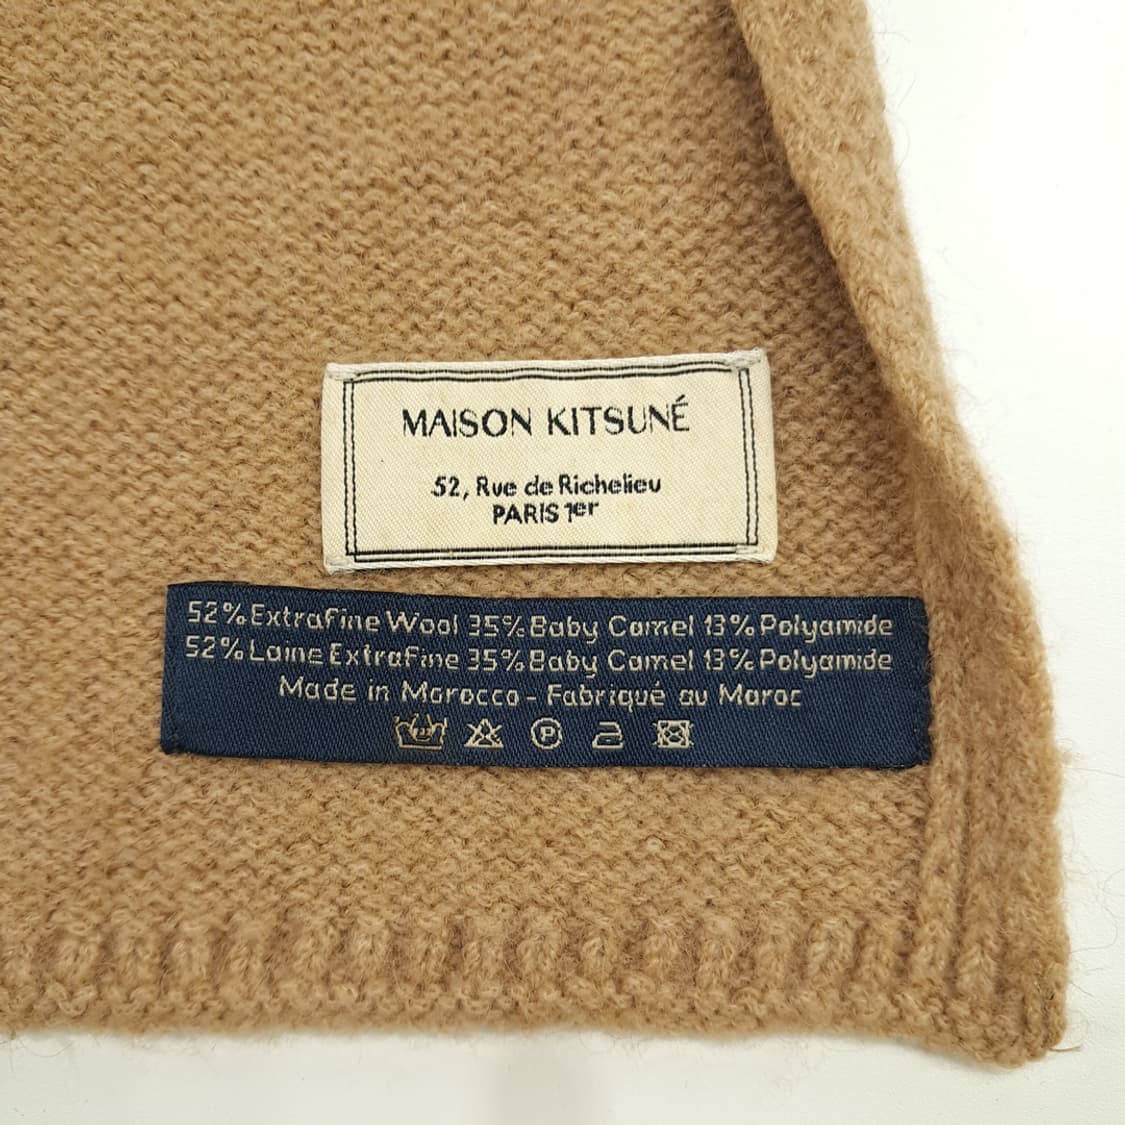 MAISON KITSUNÉ
52, Rue de Richelieu
PARIS 1er
52% ExtraFine Wool 35% Baby Camel 13% Polyamide
52% Laine ExtraFine 35% Baby Camel 13% Polyamide
Made in Morocco - Fabriqué au Maroc
P